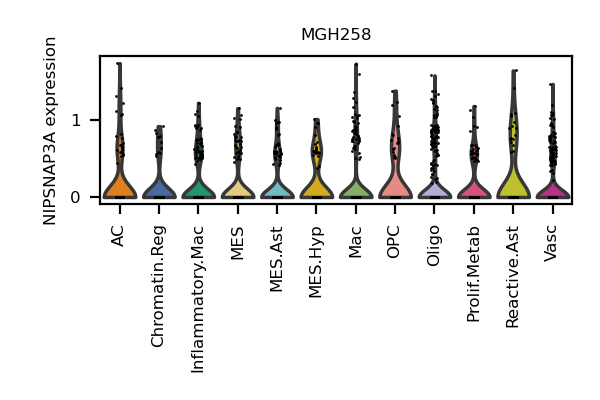 MGH258
NIPSNAP3A expression
1
0
AC
Chromatin.Reg
Inflammatory.Mac
MES
MES.Ast
MES.Hyp
Mac
OPC
Oligo
Prolif.Metab
Reactive.Ast
Vasc